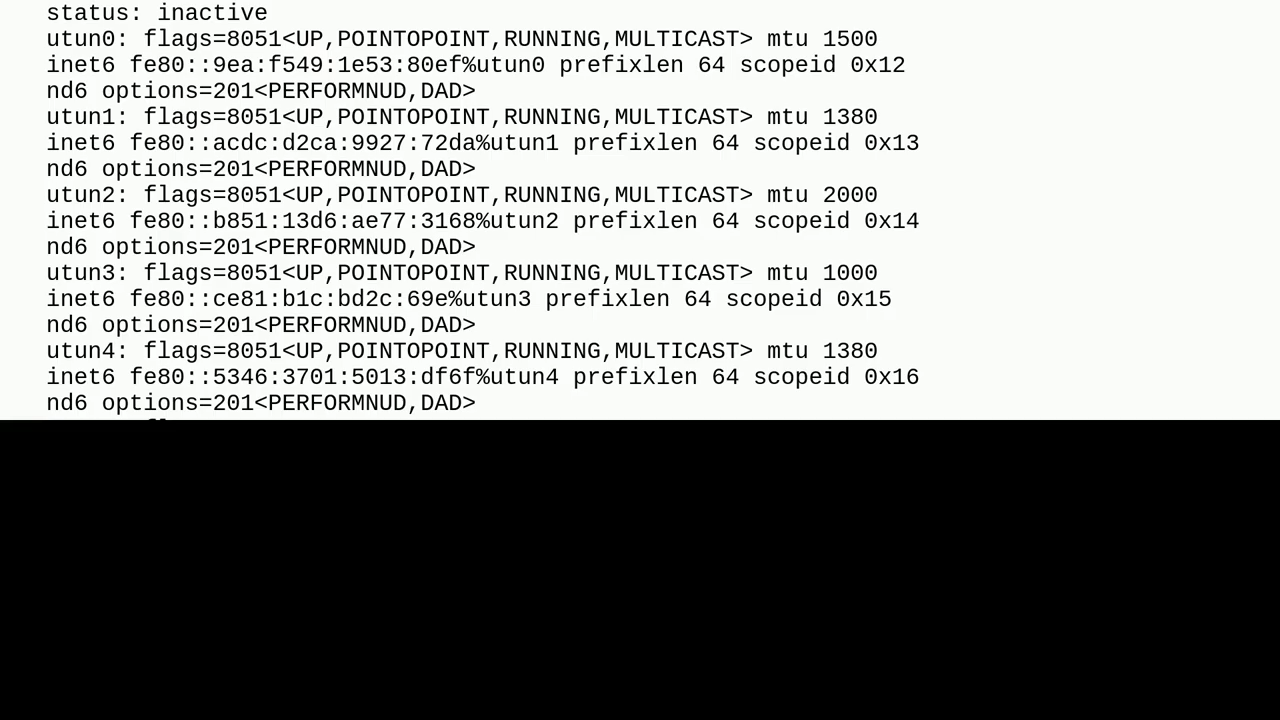 status: inactive
utun0: flags=8051<UP,POINTOPOINT,RUNNING,MULTICAST> mtu 1500
inet6 fe80::9ea:f549:1e53:80ef%utun0 prefixlen 64 scopeid 0x12
nd6 options=201<PERFORMNUD,DAD>
utun1: flags=8051<UP,POINTOPOINT,RUNNING,MULTICAST> mtu 1380
inet6 fe80::acdc:d2ca:9927:72da%utun1 prefixlen 64 scopeid 0x13
nd6 options=201<PERFORMNUD,DAD>
utun2: flags=8051<UP,POINTOPOINT,RUNNING,MULTICAST> mtu 2000
inet6 fe80::b851:13d6:ae77:3168%utun2 prefixlen 64 scopeid 0x14
nd6 options=201<PERFORMNUD,DAD>
utun3: flags=8051<UP,POINTOPOINT,RUNNING,MULTICAST> mtu 1000
inet6 fe80::ce81:b1c:bd2c:69e%utun3 prefixlen 64 scopeid 0x15
nd6 options=201<PERFORMNUD,DAD>
utun4: flags=8051<UP,POINTOPOINT,RUNNING,MULTICAST> mtu 1380
inet6 fe80::5346:3701:5013:df6f%utun4 prefixlen 64 scopeid 0x16
nd6 options=201<PERFORMNUD,DAD>